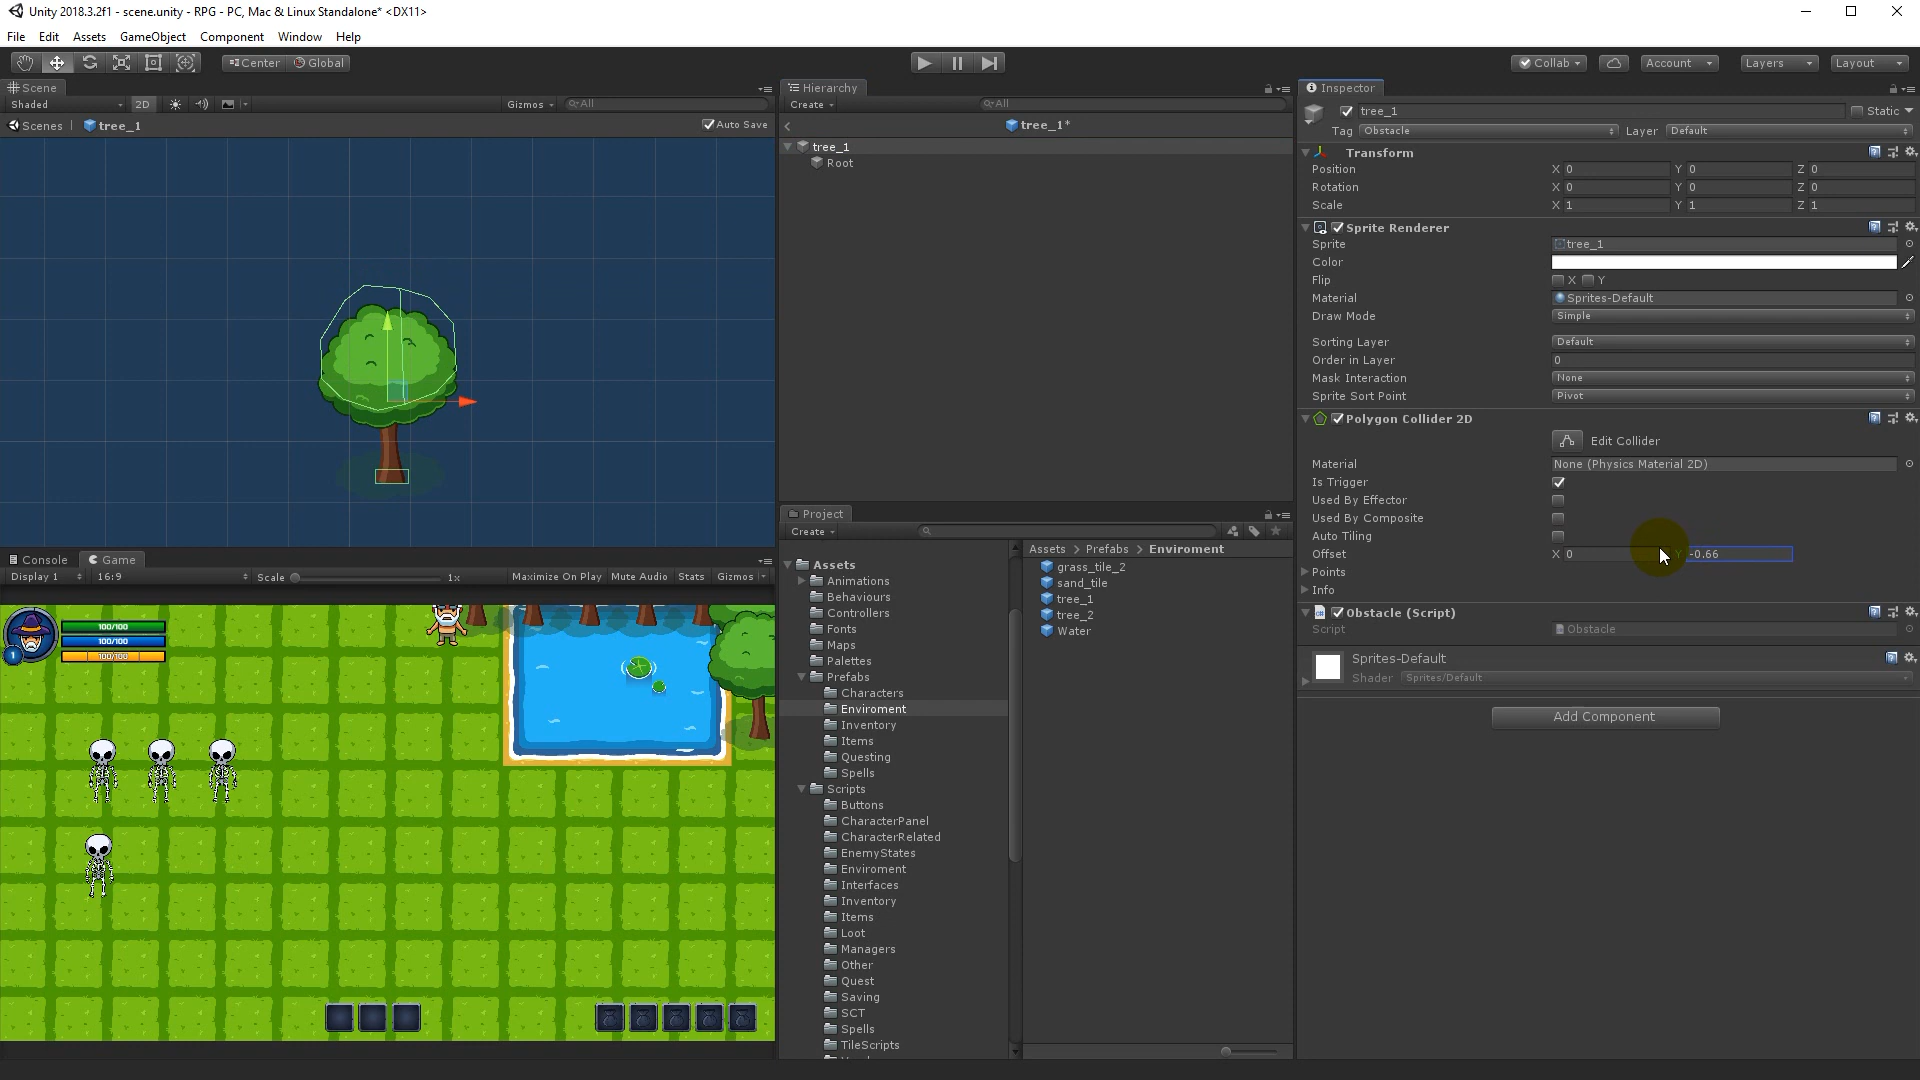 Unity 2018.3.2f1 - scene.unity - RPG - PC, Mac & Linux Standalone* <DX11>
File Edit Assets GameObject Component Window Help
Center Global
Collab Account Layers Layout
Scene
Shaded 2D Gizmos All
Scenes tree_1 Auto Save
Hierarchy
Create All
tree_1*
tree_1
Root
Console Game
Display 1 16:9 Scale 1x Maximize On Play Mute Audio Stats Gizmos
100/100
100/100
100/100
1
Project
Create
Assets
Animations
Behaviours
Controllers
Fonts
Maps
Palettes
Prefabs
Characters
Enviroment
Inventory
Items
Questing
Spells
Scripts
Buttons
CharacterPanel
CharacterRelated
EnemyStates
Enviroment
Interfaces
Inventory
Items
Loot
Managers
Other
Quest
Saving
SCT
Spells
TileScripts
Assets > Prefabs > Enviroment
grass_tile_2
sand_tile
tree_1
tree_2
Water
Inspector
tree_1 Static
Tag Obstacle Layer Default
Transform
Position X 0 Y 0 Z 0
Rotation X 0 Y 0 Z 0
Scale X 1 Y 1 Z 1
Sprite Renderer
Sprite tree_1
Color
Flip X Y
Material Sprites-Default
Draw Mode Simple
Sorting Layer Default
Order in Layer 0
Mask Interaction None
Sprite Sort Point Pivot
Polygon Collider 2D
Edit Collider
Material None (Physics Material 2D)
Is Trigger
Used By Effector
Used By Composite
Auto Tiling
Offset X 0 Y -0.66
Points
Info
Obstacle (Script)
Script Obstacle
Sprites-Default
Shader Sprites/Default
Add Component